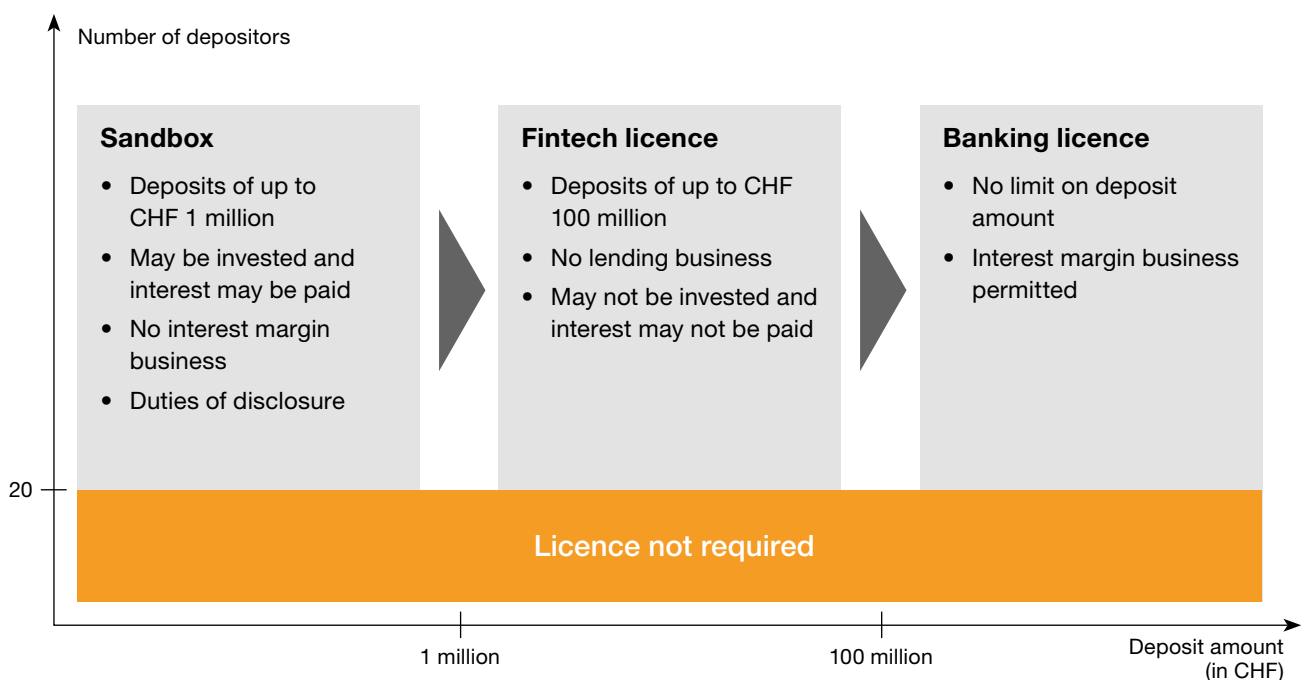 Number of depositors
Sandbox
• Deposits of up to
CHF 1 million
• May be invested and
interest may be paid
• No interest margin
business
• Duties of disclosure
Fintech licence
• Deposits of up to CHF
100 million
• No lending business
• May not be invested and
interest may not be paid
Banking licence
• No limit on deposit
amount
• Interest margin business
permitted
20
Licence not required
1 million
100 million
Deposit amount
(in CHF)